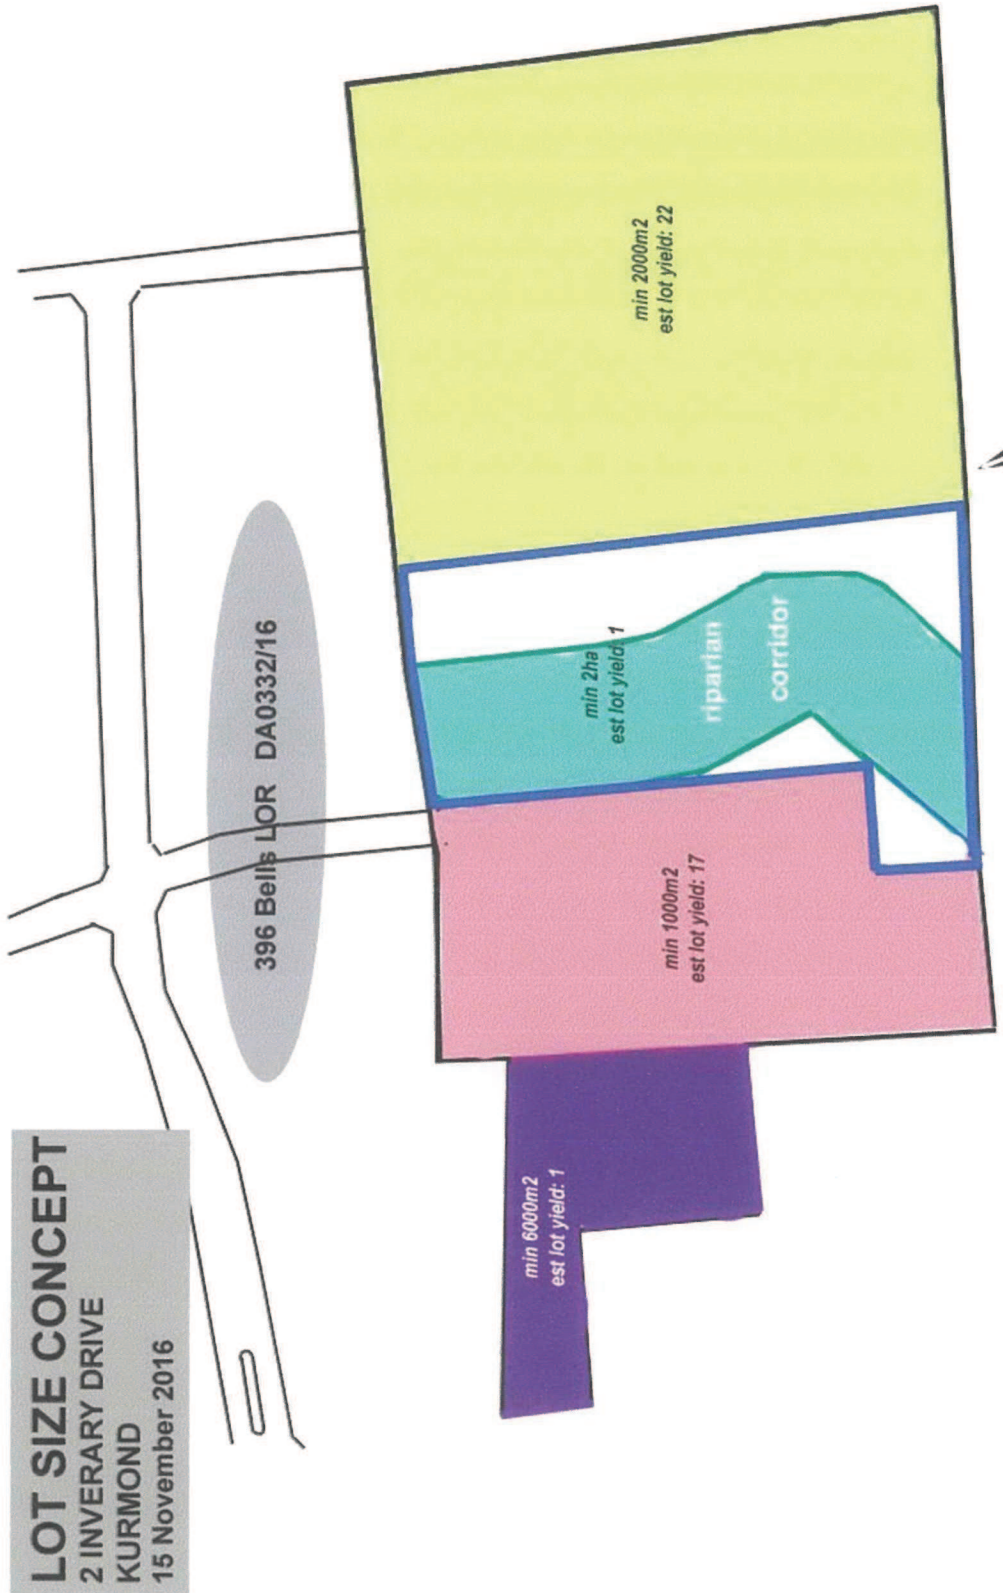 LOT SIZE CONCEPT
2 INVERARY DRIVE
KURMOND
15 November 2016
396 Bells LOR DA0332/16
min 6000m2
est lot yield: 1
min 1000m2
est lot yield: 17
min 2ha
est lot yield: 1
riparian
corridor
min 2000m2
est lot yield: 22